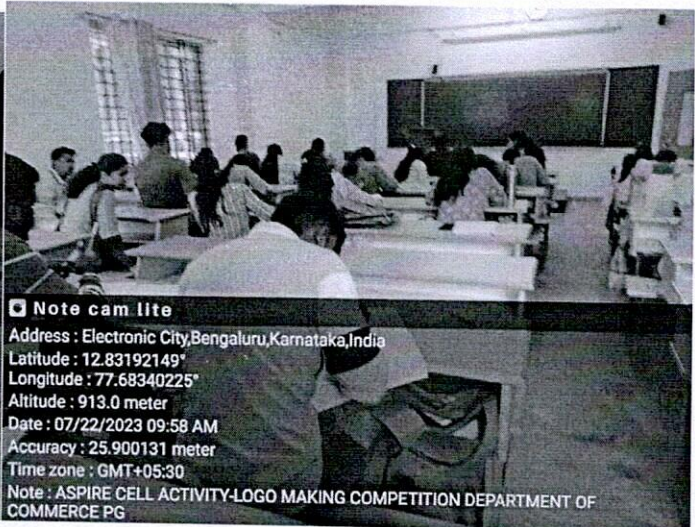 Note cam lite
Address : Electronic City,Bengaluru,Karnataka,India
Latitude : 12.83192149°
Longitude : 77.68340225°
Altitude : 913.0 meter
Date : 07/22/2023 09:58 AM
Accuracy : 25.900131 meter
Time zone : GMT+05:30
Note : ASPIRE CELL ACTIVITY-LOGO MAKING COMPETITION DEPARTMENT OF
COMMERCE PG